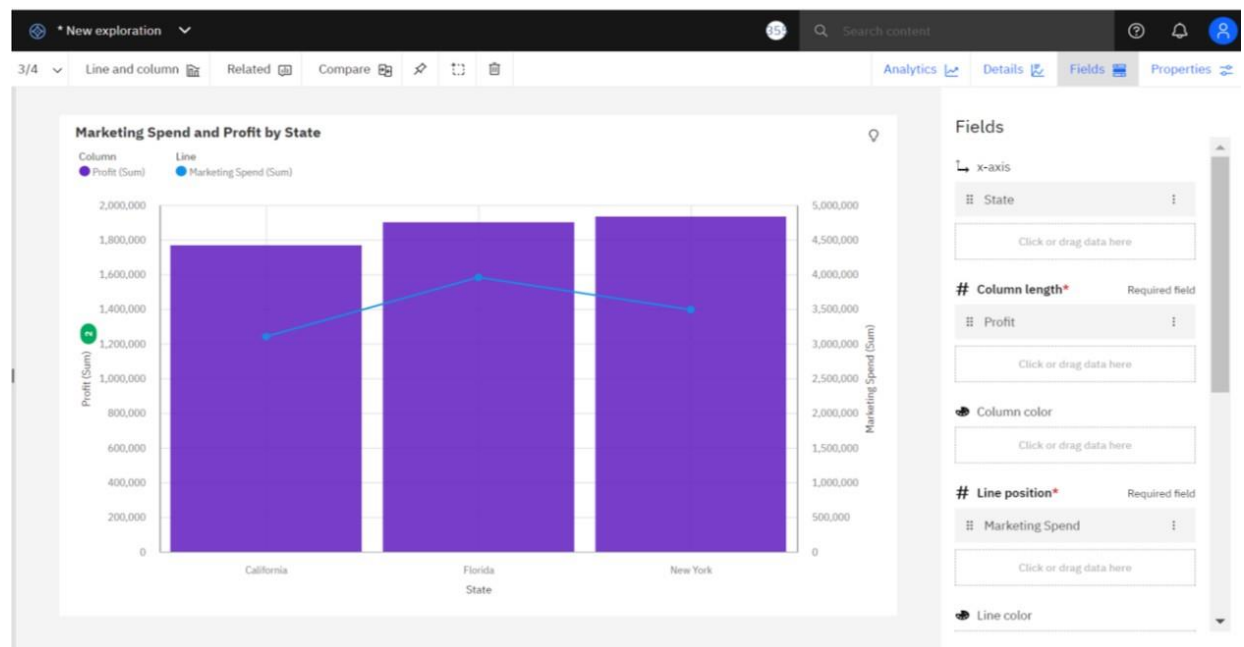 * New exploration
Search content
3/4 Line and column Related Compare Analytics Details Fields Properties
Marketing Spend and Profit by State
Column Line
Profit (Sum) Marketing Spend (Sum)
2,000,000 5,000,000
1,800,000 4,500,000
1,600,000 4,000,000
1,400,000 3,500,000
1,200,000 3,000,000
1,000,000 2,500,000
800,000 2,000,000
600,000 1,500,000
400,000 1,000,000
200,000 500,000
0 0
Profit (Sum) 2
Marketing Spend (Sum)
California Florida New York
State
Fields
x-axis
State
Click or drag data here
# Column length* Required field
Profit
Click or drag data here
Column color
Click or drag data here
# Line position* Required field
Marketing Spend
Click or drag data here
Line color